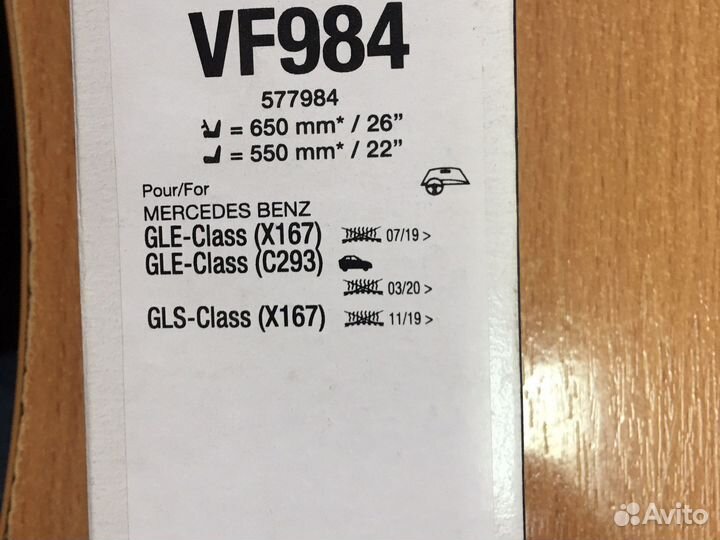 VF984
577984
= 650 mm* / 26”
= 550 mm* / 22”
Pour/For
MERCEDES BENZ
GLE-Class (X167) 07/19 >
GLE-Class (C293)
03/20 >
GLS-Class (X167) 11/19 >
Avito